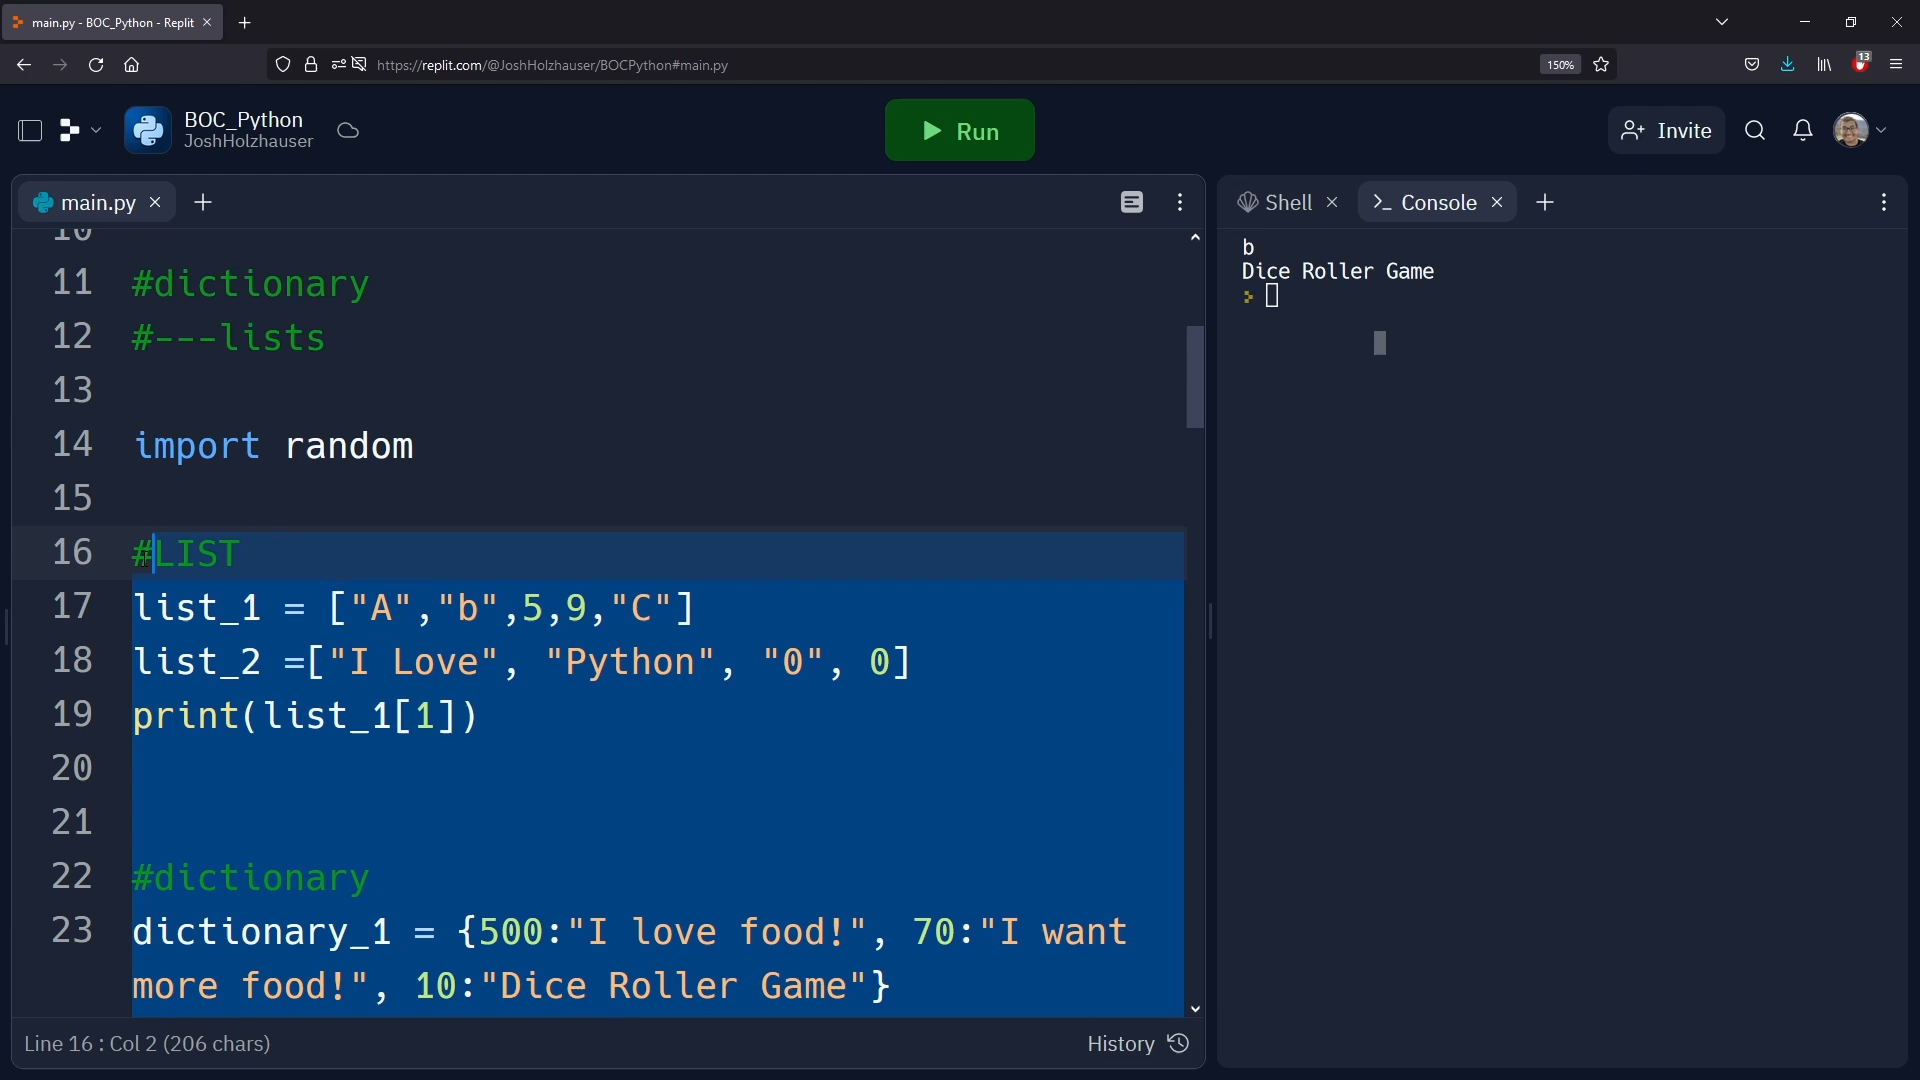 main.py - BOC_Python - Replit
https://replit.com/@JoshHolzhauser/BOCPython#main.py
150%
13
BOC_Python
JoshHolzhauser
Run
Invite
main.py
Shell
Console
10
11 #dictionary
12 #---lists
13
14 import random
15
16 #LIST
17 list_1 = ["A","b",5,9,"C"]
18 list_2 =["I Love", "Python", "0", 0]
19 print(list_1[1])
20
21
22 #dictionary
23 dictionary_1 = {500:"I love food!", 70:"I want
more food!", 10:"Dice Roller Game"}
b
Dice Roller Game
Line 16 : Col 2 (206 chars)
History